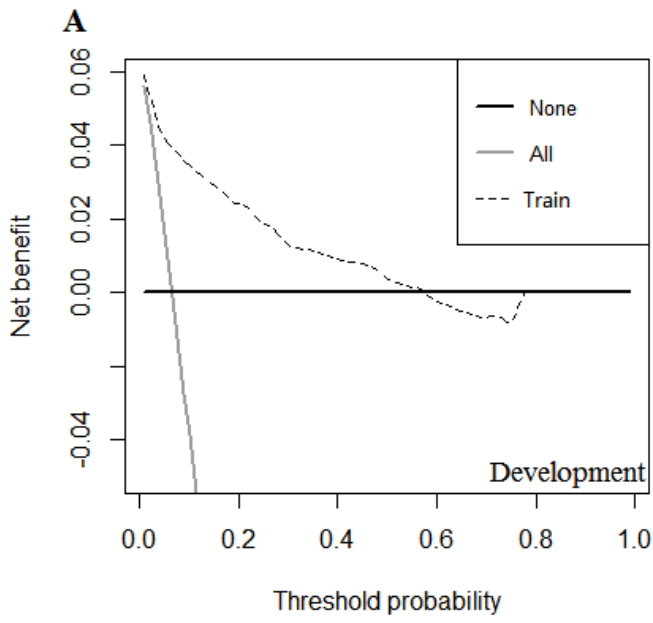 A
None
All
Train
Net benefit
0.06
0.04
0.02
0.00
-0.04
Development
0.0 0.2 0.4 0.6 0.8 1.0
Threshold probability